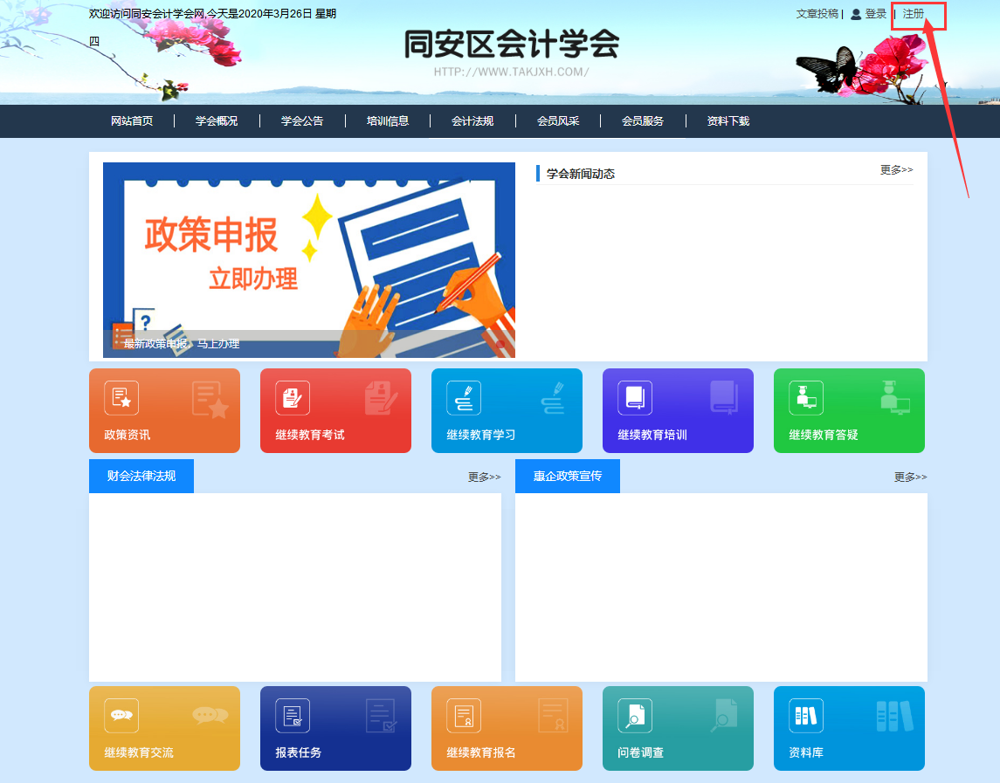 欢迎访问同安会计学会网,今天是2020年3月26日 星期
四
文章投稿 | 登录 | 注册
同安区会计学会
HTTP://WWW.TAKJXH.COM/
网站首页 | 学会概况 | 学会公告 | 培训信息 | 会计法规 | 会员风采 | 会员服务 | 资料下载
政策申报
立即办理
?
最新政策申报，马上办理
学会新闻动态 更多>>
政策资讯 继续教育考试 继续教育学习 继续教育培训 继续教育答疑
财会法律法规 更多>> 惠企政策宣传 更多>>
继续教育交流 报表任务 继续教育报名 问卷调查 资料库